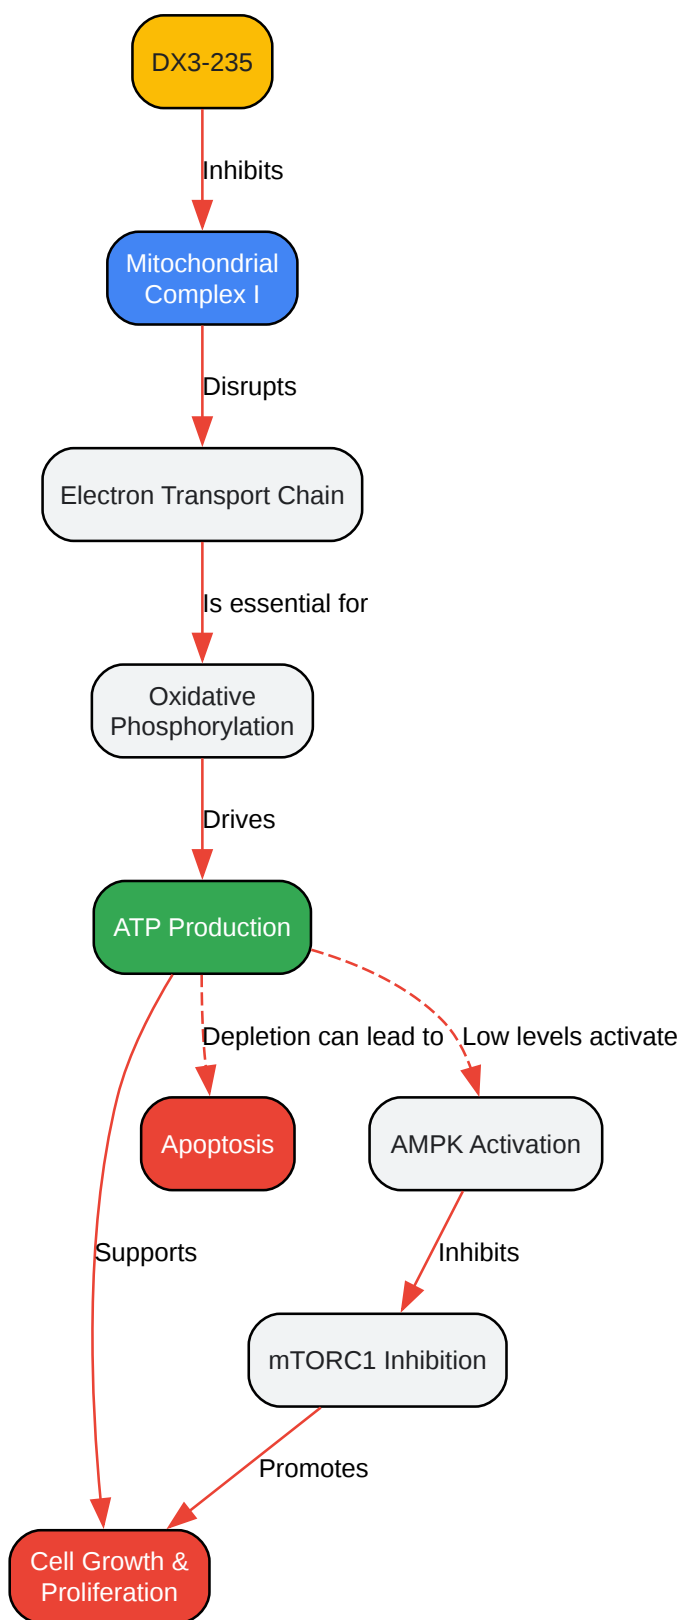 DX3-235
Inhibits
Mitochondrial
Complex I
Disrupts
Electron Transport Chain
Is essential for
Oxidative
Phosphorylation
Drives
ATP Production
Depletion can lead to
Low levels activate
Apoptosis
AMPK Activation
Supports
Inhibits
mTORC1 Inhibition
Promotes
Cell Growth &
Proliferation